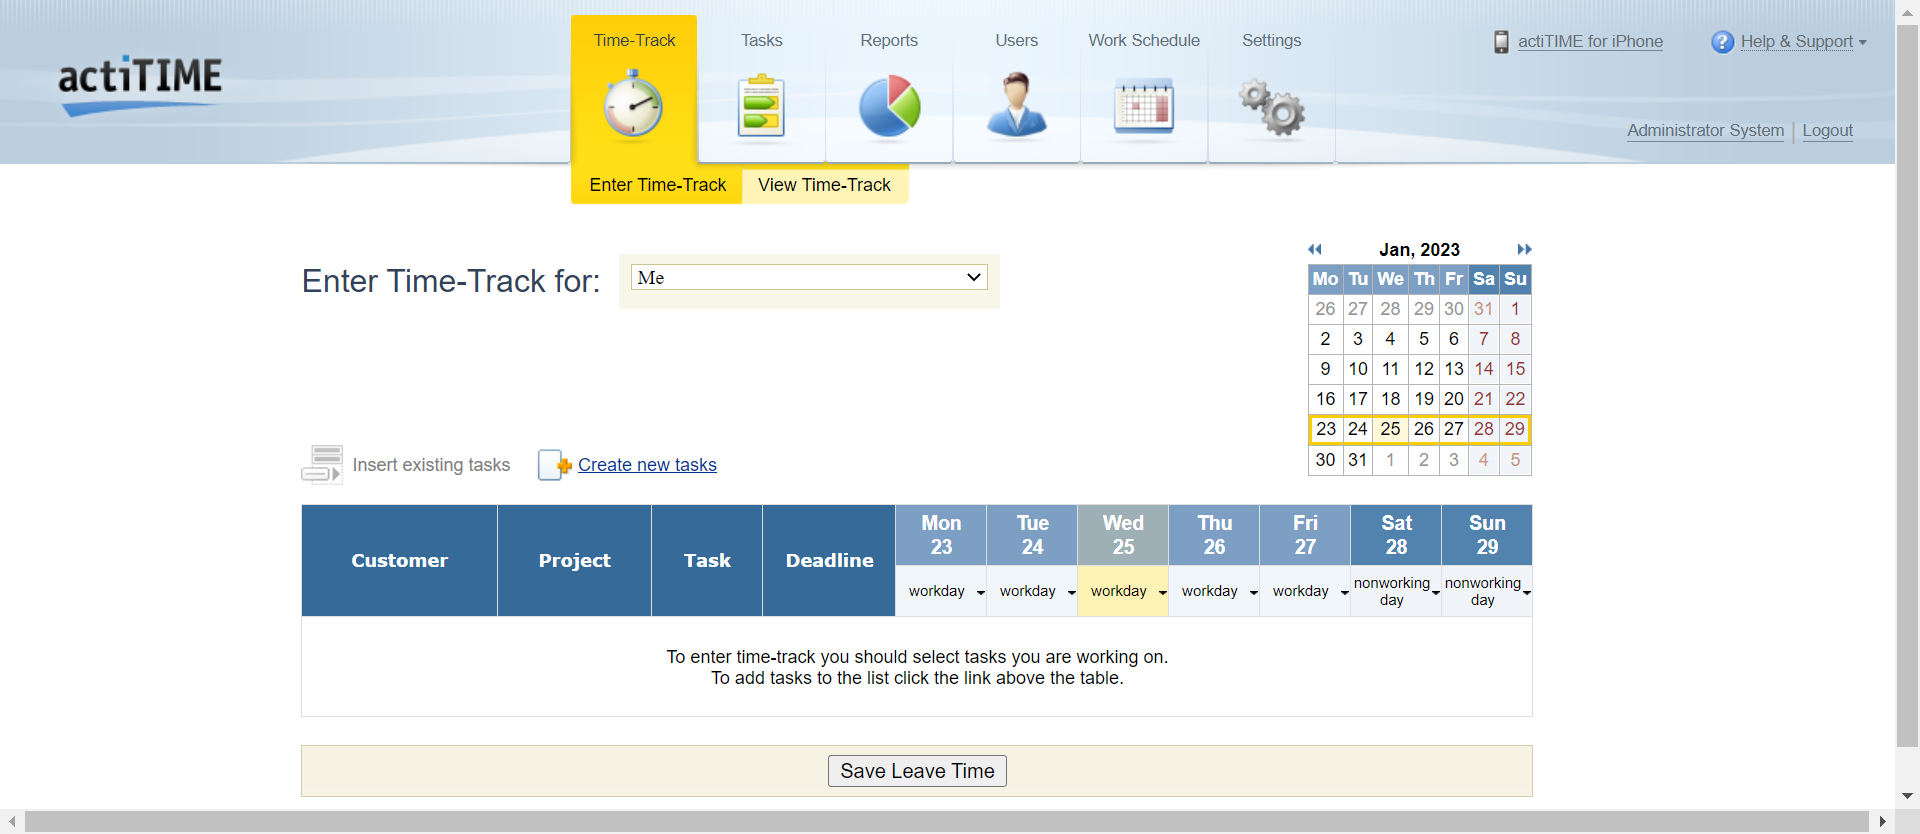 actiTIME
Time-Track
Tasks
Reports
Users
Work Schedule
Settings
actiTIME for iPhone
Help & Support
Administrator System | Logout
Enter Time-Track
View Time-Track
Enter Time-Track for:
Me
Jan, 2023
Mo Tu We Th Fr Sa Su
26 27 28 29 30 31 1
2 3 4 5 6 7 8
9 10 11 12 13 14 15
16 17 18 19 20 21 22
23 24 25 26 27 28 29
30 31 1 2 3 4 5
Insert existing tasks
Create new tasks
Customer
Project
Task
Deadline
Mon
23
Tue
24
Wed
25
Thu
26
Fri
27
Sat
28
Sun
29
workday
workday
workday
workday
workday
nonworking
day
nonworking
day
To enter time-track you should select tasks you are working on.
To add tasks to the list click the link above the table.
Save Leave Time